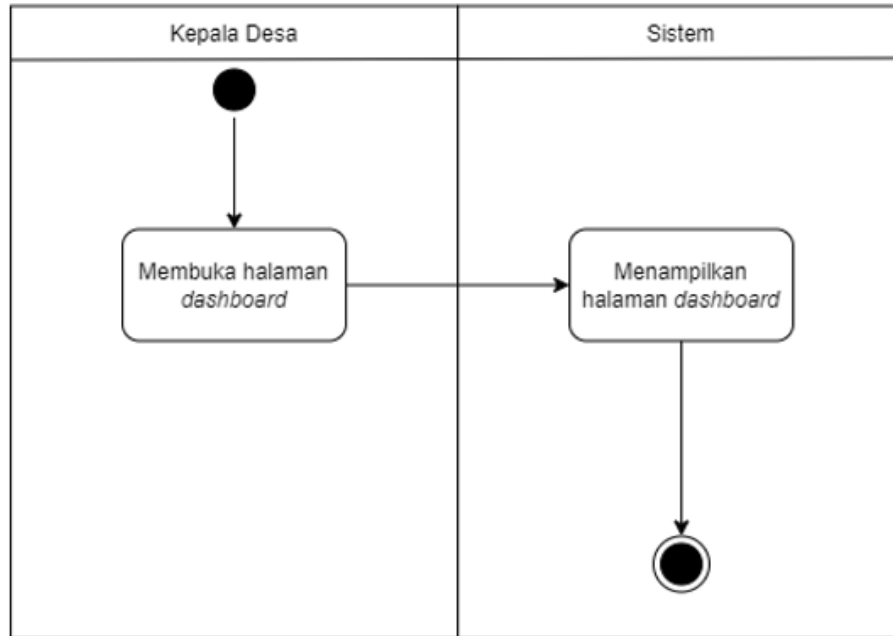 Kepala Desa
Sistem
Membuka halaman
dashboard
Menampilkan
halaman dashboard